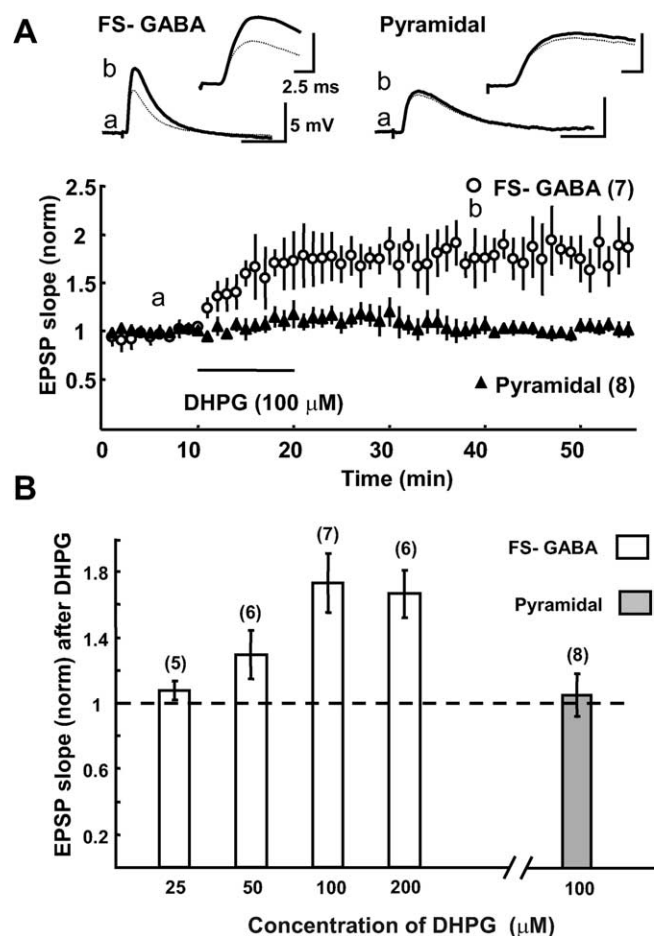 A
FS- GABA
Pyramidal
b
a
2.5 ms
5 mV
b
a
EPSP slope (norm)
2.5
2
1.5
1
0.5
a
FS- GABA (7)
b
DHPG (100 μM)
Pyramidal (8)
0 10 20 30 40 50
Time (min)
B
EPSP slope (norm) after DHPG
1.8
1.4
1
0.6
0.2
(5)
(6)
(7)
(6)
(8)
FS- GABA
Pyramidal
25 50 100 200 100
Concentration of DHPG (μM)